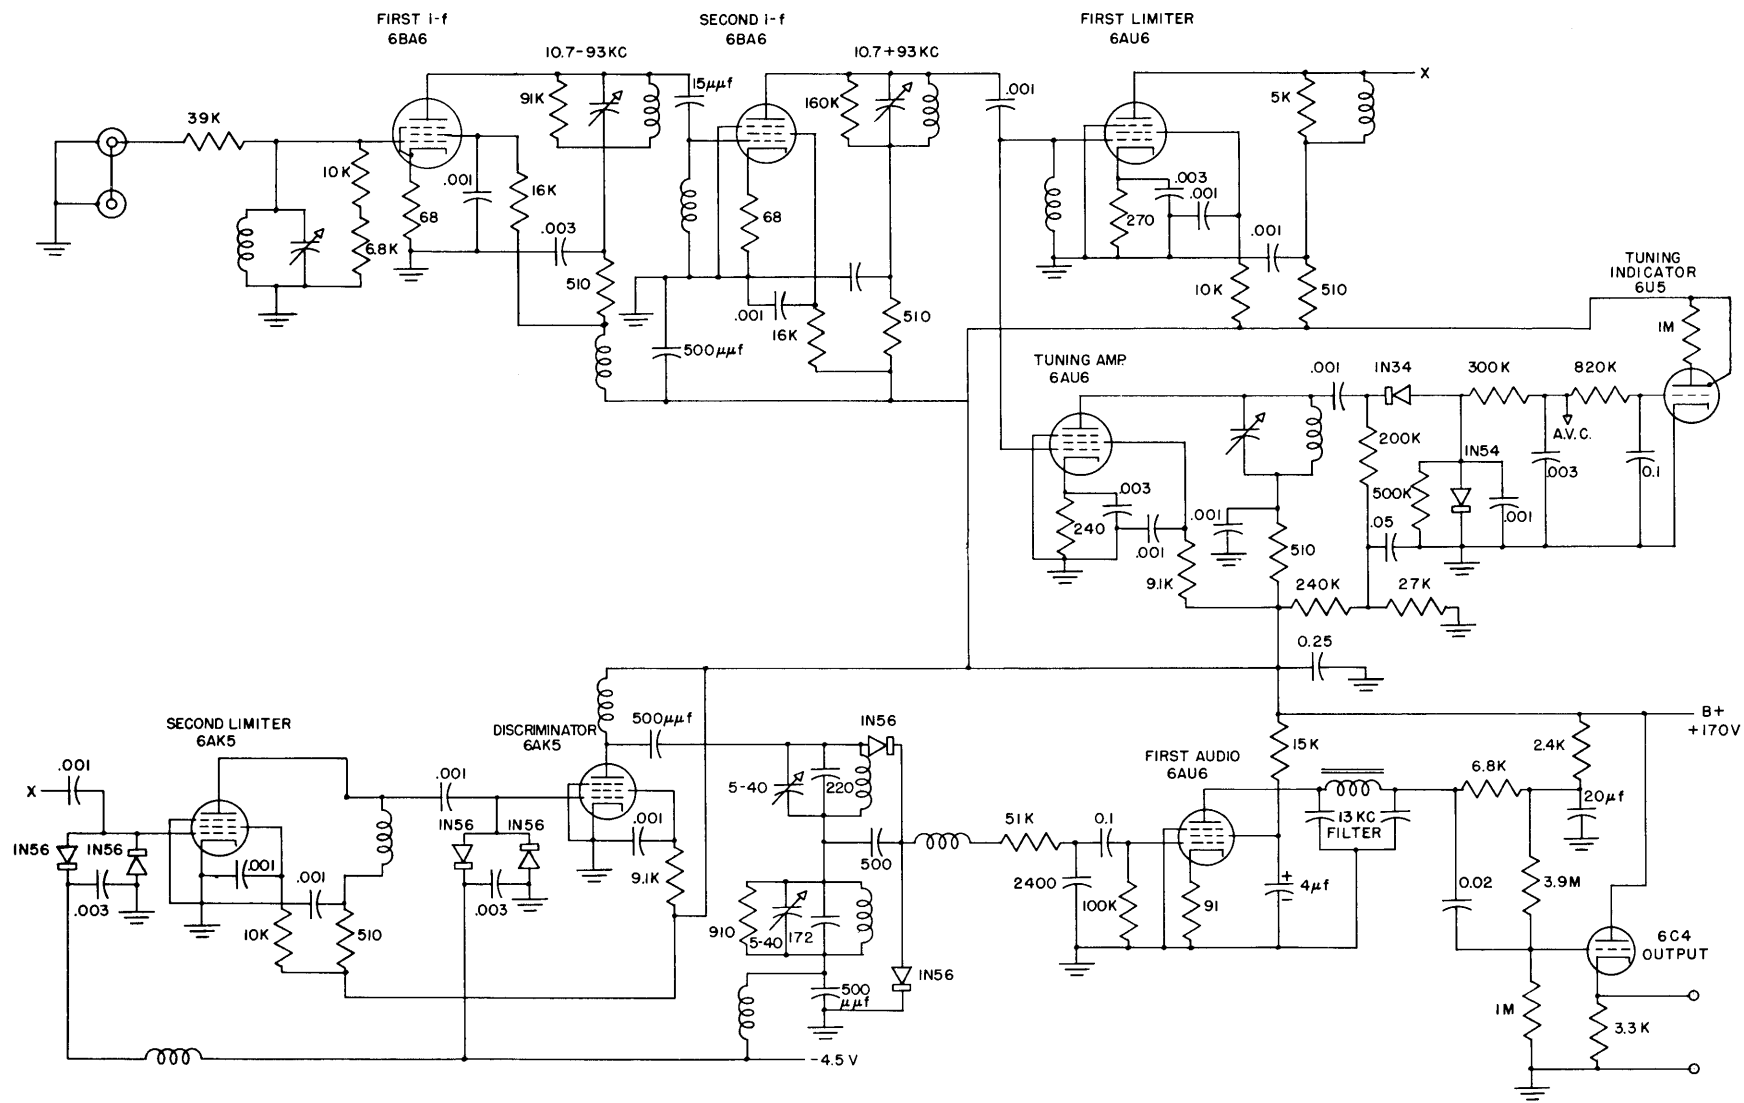 FIRST i-f
6BA6
SECOND i-f
6BA6
FIRST LIMITER
6AU6
10.7-93KC
10.7+93KC
X
39K
10K
6.8K
68
.001
16K
.003
91K
510
15μμf
500μμf
68
.001
16K
160K
510
.001
270
.003
.001
.001
10K
5K
510
TUNING
INDICATOR
6U5
1M
TUNING AMP.
6AU6
.001
1N34
300K
820K
A.V.C.
200K
500K
1N54
.001
.003
0.1
.05
240
.003
.001
9.1K
.001
510
240K
27K
0.25
B+
+170V
SECOND LIMITER
6AK5
X
.001
1N56
1N56
.003
.001
.001
10K
510
DISCRIMINATOR
6AK5
500μμf
.001
1N56
1N56
.003
.001
9.1K
1N56
5-40
220
500
910
5-40
172
500
μμf
1N56
-4.5V
FIRST AUDIO
6AU6
51K
0.1
2400
100K
91
15K
+
4μf
-
13 KC
FILTER
6.8K
2.4K
20μf
0.02
3.9M
1M
6C4
OUTPUT
3.3K